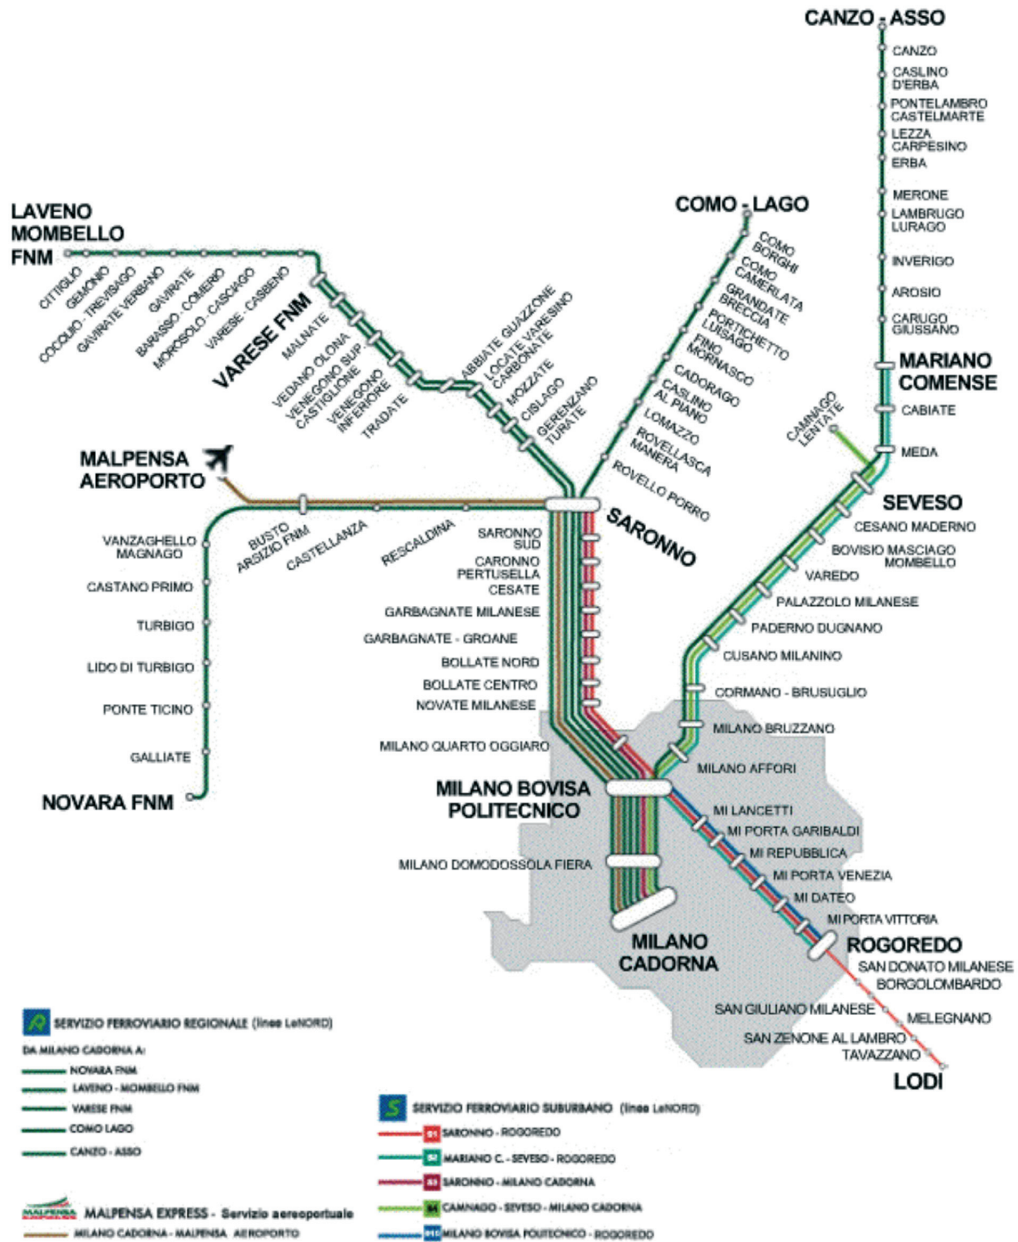 CANZO - ASSO
CANZO
CASLINO
D'ERBA
PONTELAMBRO
CASTELMARTE
LEZZA
CARPESINO
ERBA
MERONE
LAMBRUGO
LURAGO
INVERIGO
AROSIO
CARUGO
GIUSSANO
MARIANO
COMENSE
CABIATE
MEDA
CAMNAGO
LENTATE
SEVESO
CESANO MADERNO
BOVISIO MASCIAGO
MOMBELLO
VAREDO
PALAZZOLO MILANESE
PADERNO DUGNANO
CUSANO MILANINO
CORMANO - BRUSUGLIO
MILANO BRUZZANO
MILANO AFFORI
COMO - LAGO
COMO
BORGHI
COMO
CAMERLATA
GRANDATE
BRECCIA
PORTICHETTO
LUISAGO
FINO
MORNASCO
CADORAGO
CASLINO
AL PIANO
LOMAZZO
ROVELLASCA
MANERA
ROVELLO PORRO
LAVENO
MOMBELLO
FNM
CITTIGLIO
GEMONIO
COCQUIO - TREVISAGO
GAVIRATE VERBANO
GAVIRATE
BARASSO - COMERIO
MOROSOLO - CASCIAGO
VARESE - CASBENO
VARESE FNM
MALNATE
VEDANO OLONA
VENEGONO SUP.
CASTIGLIONE
VENEGONO
INFERIORE
TRADATE
ABBIATE GUAZZONE
LOCATE VARESINO
CARBONATE
MOZZATE
CISLAGO
GERENZANO
TURATE
MALPENSA
AEROPORTO
BUSTO
ARSIZIO FNM
CASTELLANZA
RESCALDINA
SARONNO
VANZAGHELLO
MAGNAGO
CASTANO PRIMO
TURBIGO
LIDO DI TURBIGO
PONTE TICINO
GALLIATE
NOVARA FNM
SARONNO
SUD
CARONNO
PERTUSELLA
CESATE
GARBAGNATE MILANESE
GARBAGNATE - GROANE
BOLLATE NORD
BOLLATE CENTRO
NOVATE MILANESE
MILANO QUARTO OGGIARO
MILANO BOVISA
POLITECNICO
MILANO DOMODOSSOLA FIERA
MILANO
CADORNA
MI LANCETTI
MI PORTA GARIBALDI
MI REPUBBLICA
MI PORTA VENEZIA
MI DATEO
MI PORTA VITTORIA
ROGOREDO
SAN DONATO MILANESE
BORGOLOMBARDO
SAN GIULIANO MILANESE
MELEGNANO
SAN ZENONE AL LAMBRO
TAVAZZANO
LODI
R SERVIZIO FERROVIARIO REGIONALE (linee LeNORD)
DA MILANO CADORNA A:
NOVARA FNM
LAVENO - MOMBELLO FNM
VARESE FNM
COMO LAGO
CANZO - ASSO
MALPENSA MALPENSA EXPRESS - Servizio aereoportuale
MILANO CADORNA - MALPENSA AEROPORTO
S SERVIZIO FERROVIARIO SUBURBANO (linee LeNORD)
S1 SARONNO - ROGOREDO
S2 MARIANO C. - SEVESO - ROGOREDO
S3 SARONNO - MILANO CADORNA
S4 CAMNAGO - SEVESO - MILANO CADORNA
MILANO BOVISA POLITECNICO - ROGOREDO